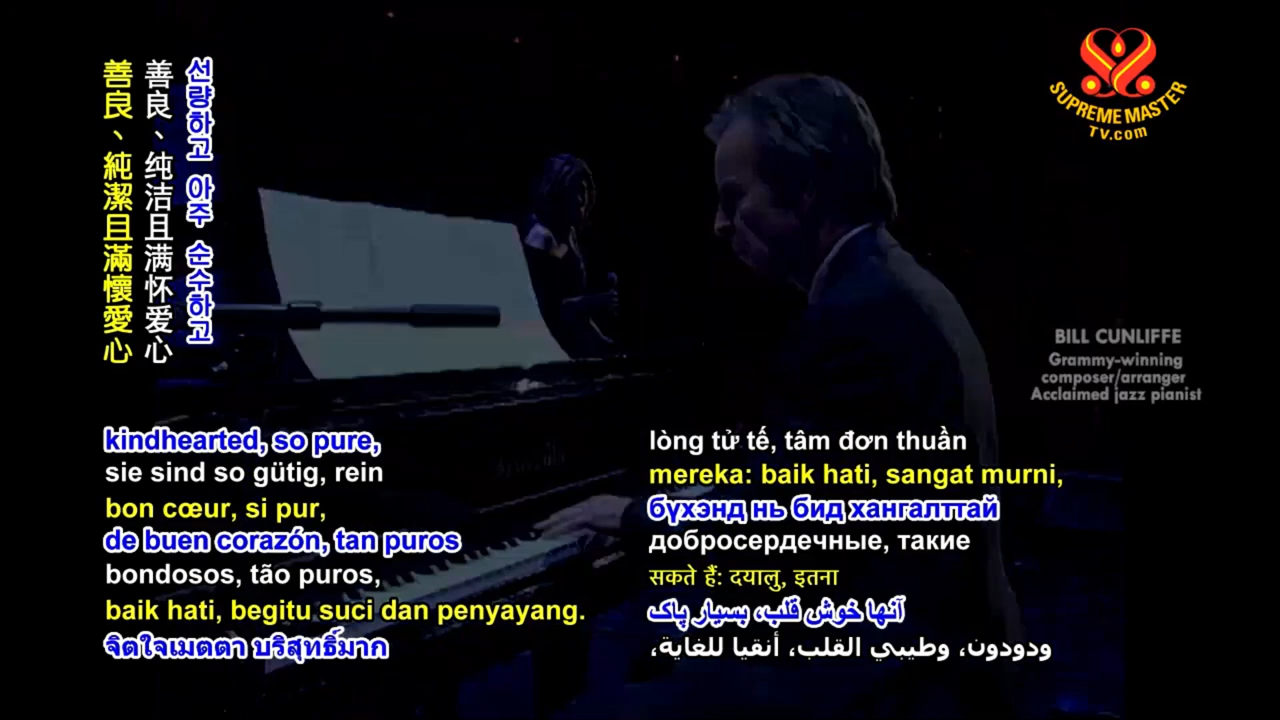 善良、純潔且滿懷愛心
善良、纯洁且满怀爱心
선량하고 아주 순수하고
SUPREME MASTER
TV.com
BILL CUNLIFFE
Grammy-winning
composer/arranger
Acclaimed jazz pianist
kindhearted, so pure,
sie sind so gütig, rein
bon cœur, si pur,
de buen corazón, tan puros
bondosos, tão puros,
baik hati, begitu suci dan penyayang.
จิตใจเมตตา บริสุทธิ์มาก
lòng tử tế, tâm đơn thuần
mereka: baik hati, sangat murni,
бүхэнд нь бид хангалттай
добросердечные, такие
सकते हैं: दयालु, इतना
آنها خوش قلب، بسیار پاک
ودودون، وطيبي القلب، أنقيا للغاية،